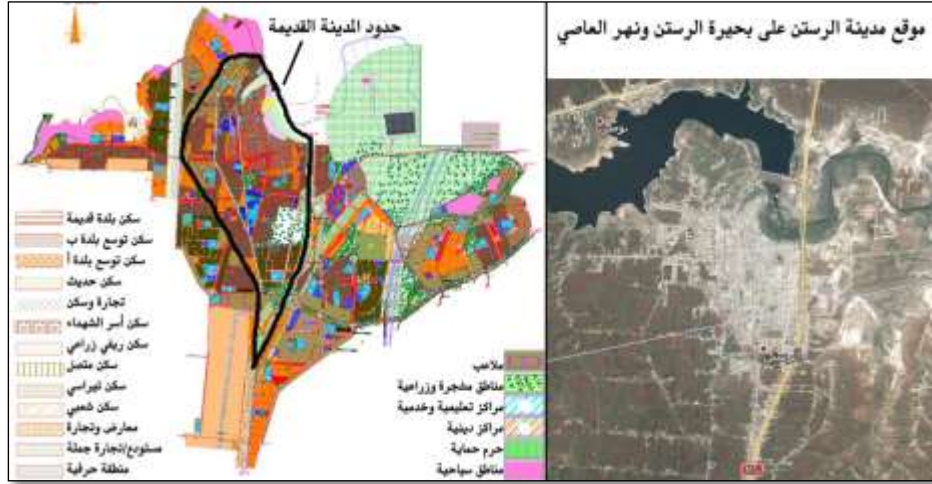 موقع مدينة الرستن على بحيرة الرستن ونهر العاصي
حدود المدينة القديمة
سكن بلدة قديمة
سكن توسع بلدة ب
سكن توسع بلدة أ
سكن حديث
تجارة وسكن
سكن أسر الشهداء
سكن ريفي زراعي
سكن متصل
سكن تيراسي
سكن شعبي
معارض وتجارة
مستودع/تجارة جملة
منطقة حرفية
ملاعب
مناطق مشجرة وزراعية
مراكز تعليمية وخدمية
مراكز دينية
حرم حماية
مناطق سياحية